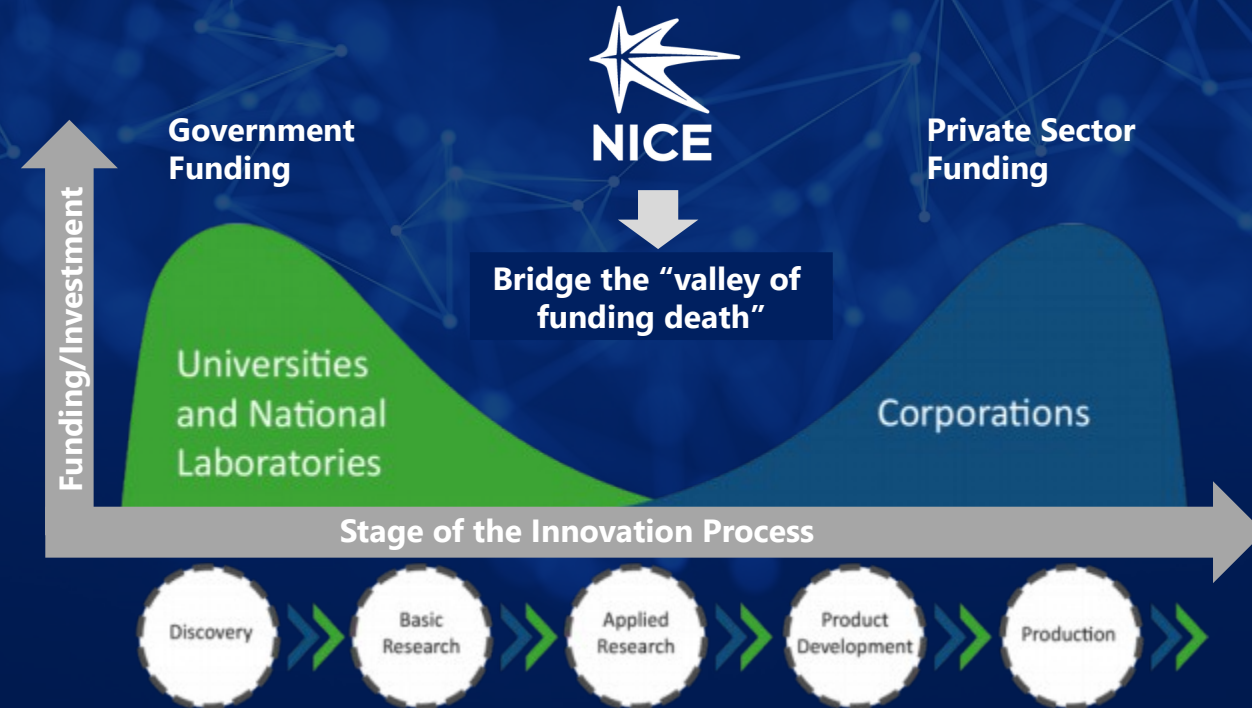 NICE
Government
Funding
Private Sector
Funding
Bridge the “valley of
funding death”
Funding/Investment
Universities
and National
Laboratories
Corporations
Stage of the Innovation Process
Discovery
Basic
Research
Applied
Research
Product
Development
Production